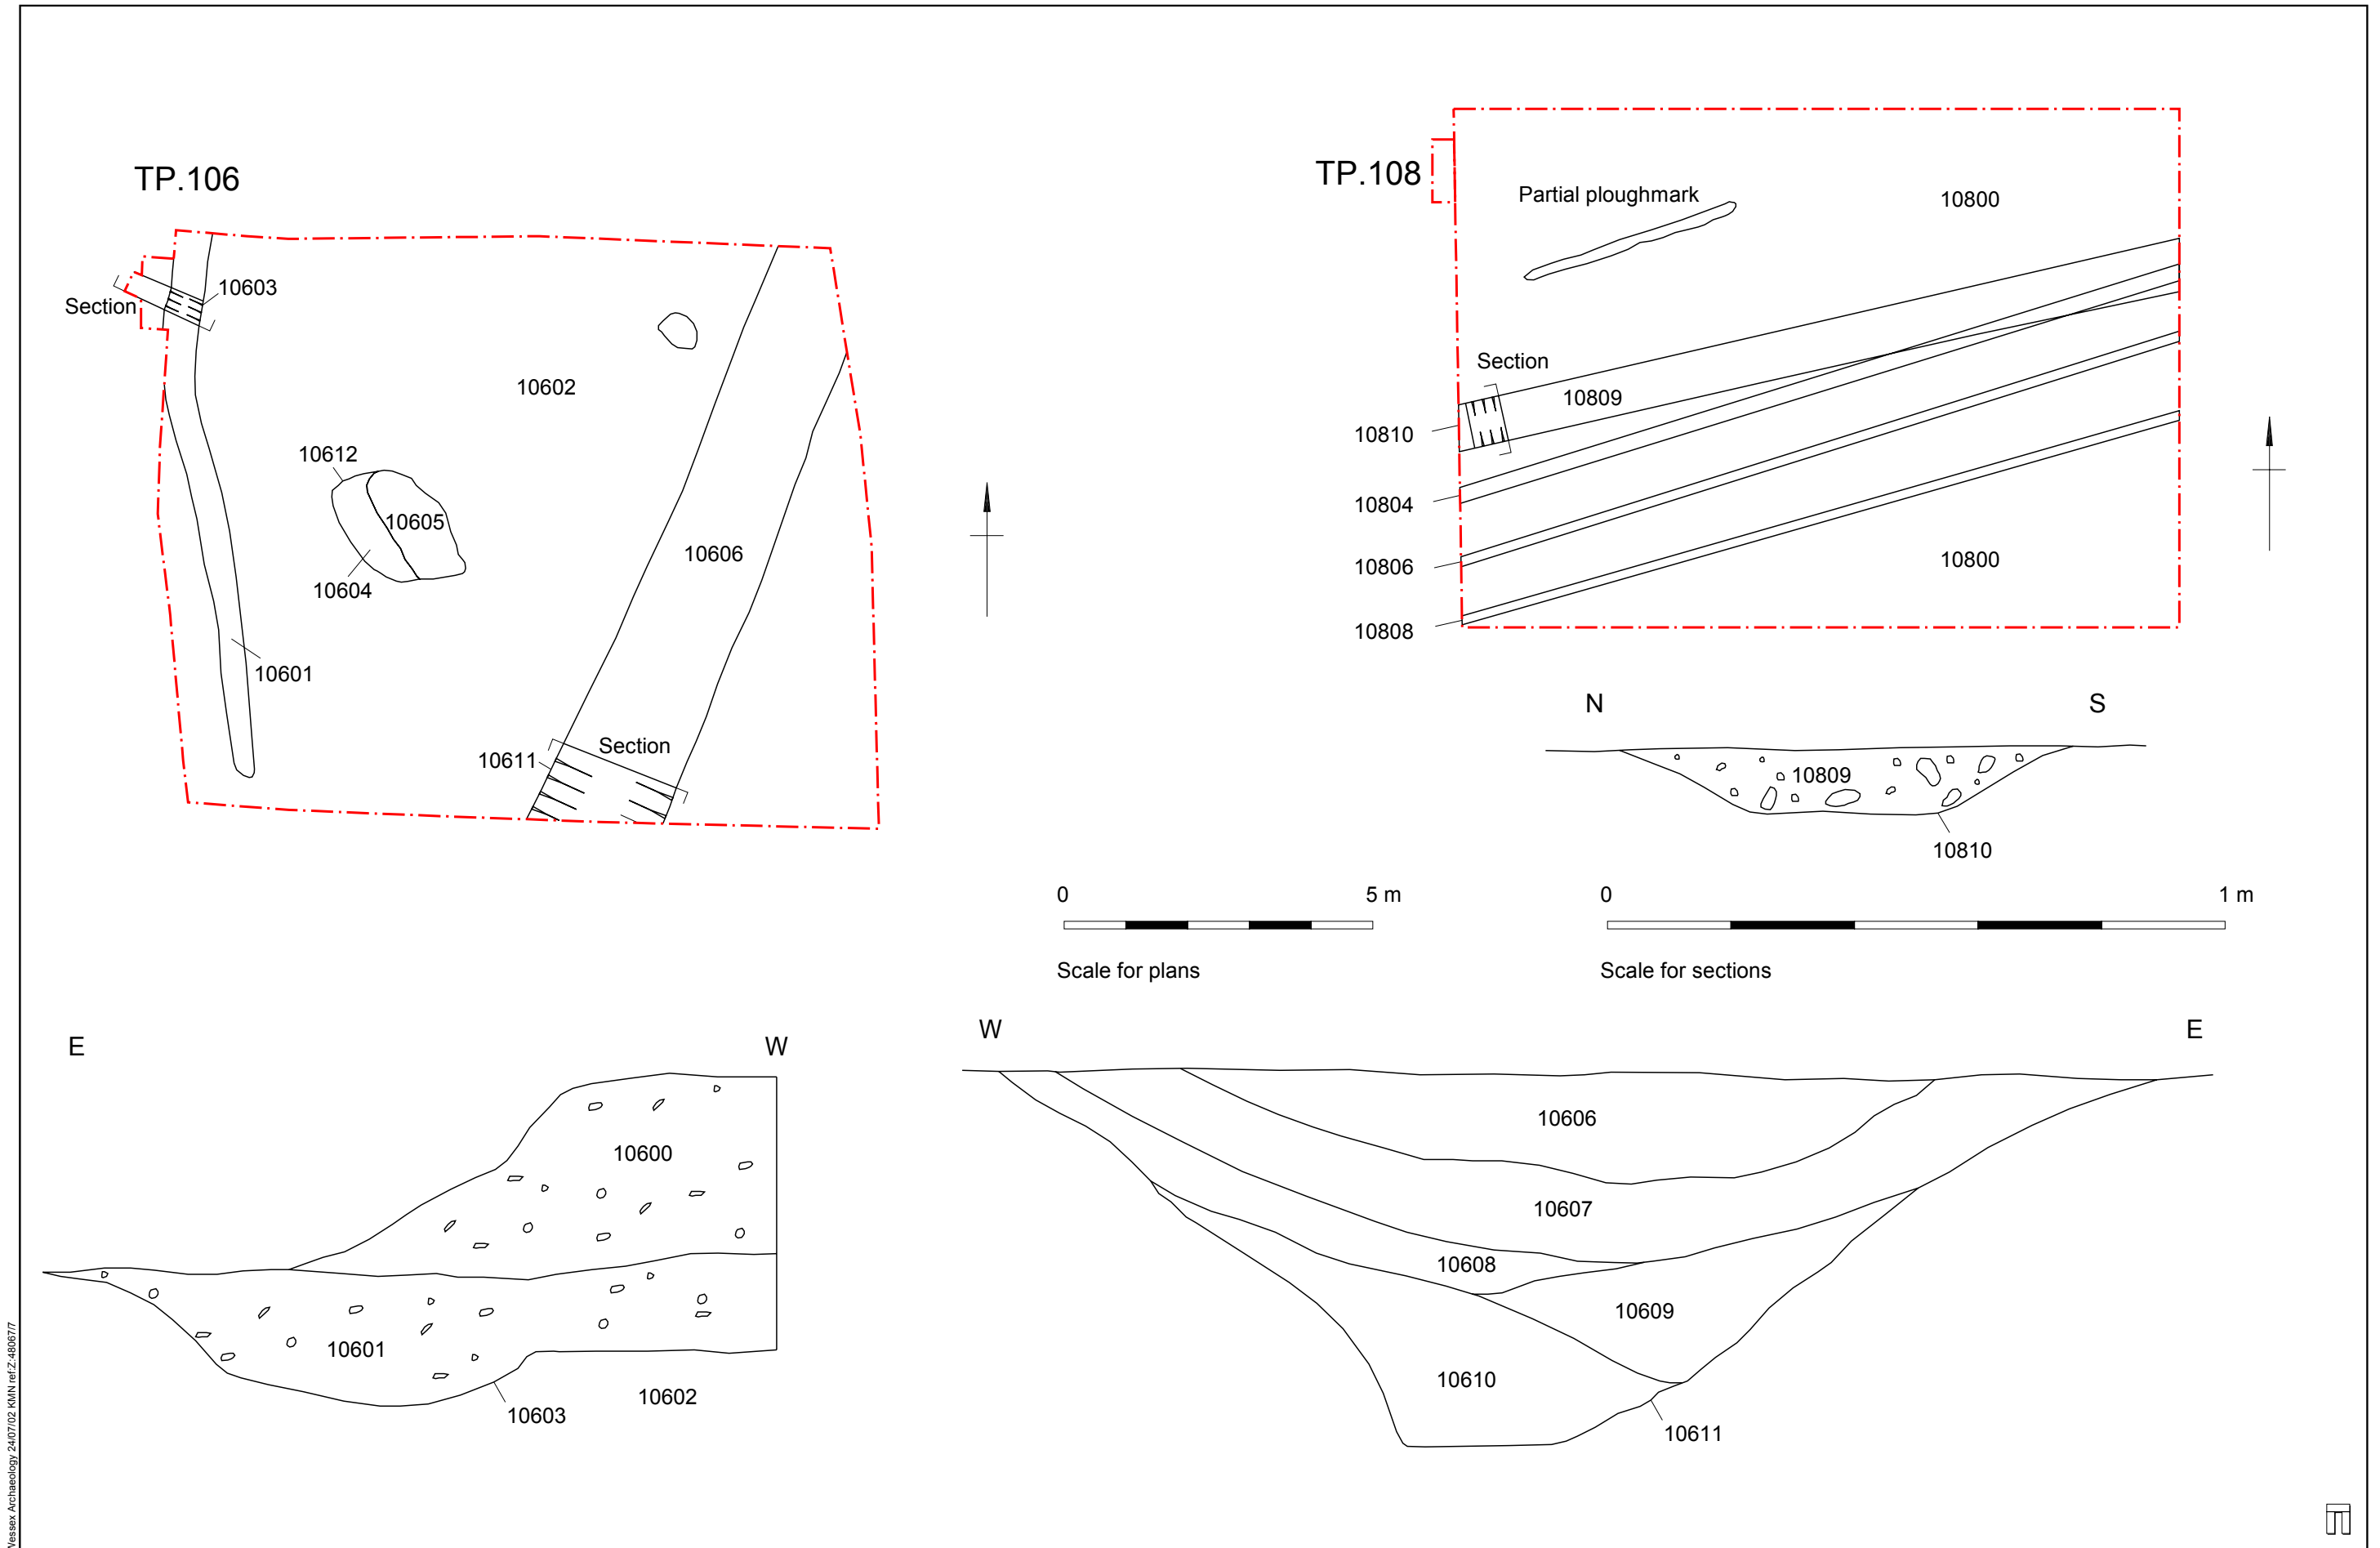 TP.106
10603
Section
10602
10612
10605
10604
10606
10601
10611
Section
TP.108
Partial ploughmark
10800
Section
10809
10810
10804
10806
10808
10800
N
S
10809
10810
0
5 m
Scale for plans
0
1 m
Scale for sections
E
W
10600
10601
10603
10602
W
E
10606
10607
10608
10609
10610
10611
Wessex Archaeology 24/07/02 KMN ref:Z:48067/7